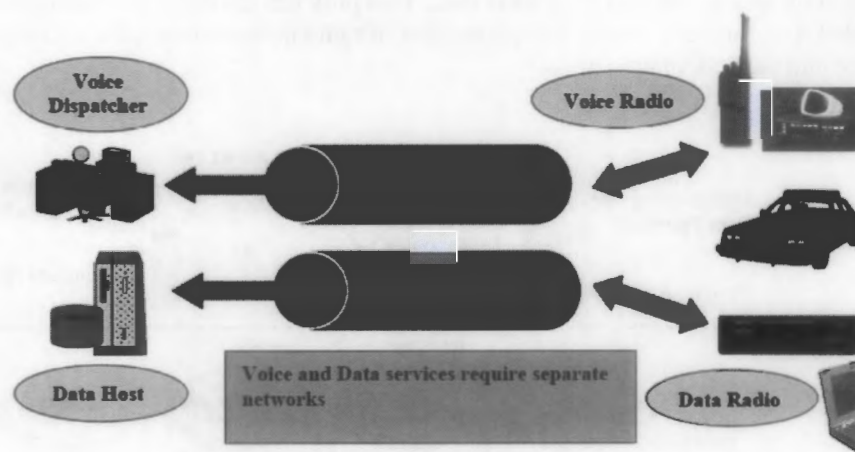 Voice
Dispatcher
Voice Radio
Voice and Data services require separate
networks
Data Host
Data Radio